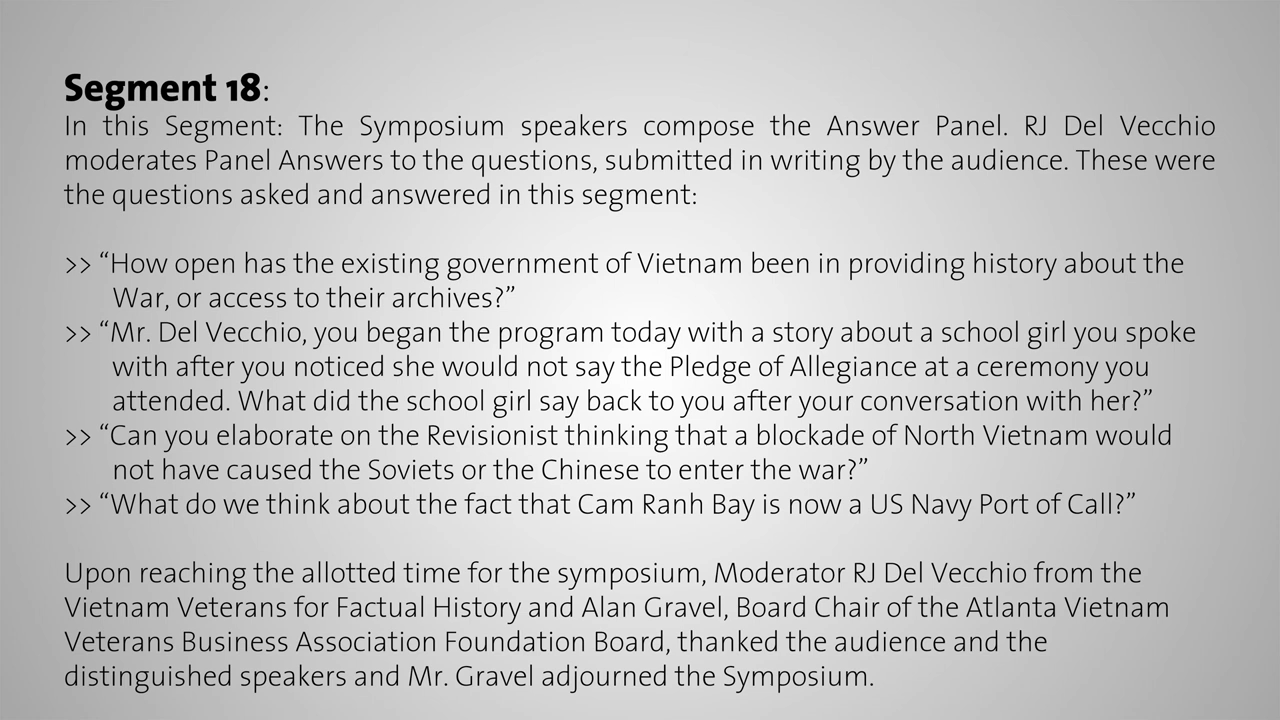 Segment 18:
In this Segment: The Symposium speakers compose the Answer Panel. RJ Del Vecchio
moderates Panel Answers to the questions, submitted in writing by the audience. These were
the questions asked and answered in this segment:
>> “How open has the existing government of Vietnam been in providing history about the
War, or access to their archives?”
>> “Mr. Del Vecchio, you began the program today with a story about a school girl you spoke
with after you noticed she would not say the Pledge of Allegiance at a ceremony you
attended. What did the school girl say back to you after your conversation with her?”
>> “Can you elaborate on the Revisionist thinking that a blockade of North Vietnam would
not have caused the Soviets or the Chinese to enter the war?”
>> “What do we think about the fact that Cam Ranh Bay is now a US Navy Port of Call?”
Upon reaching the allotted time for the symposium, Moderator RJ Del Vecchio from the
Vietnam Veterans for Factual History and Alan Gravel, Board Chair of the Atlanta Vietnam
Veterans Business Association Foundation Board, thanked the audience and the
distinguished speakers and Mr. Gravel adjourned the Symposium.